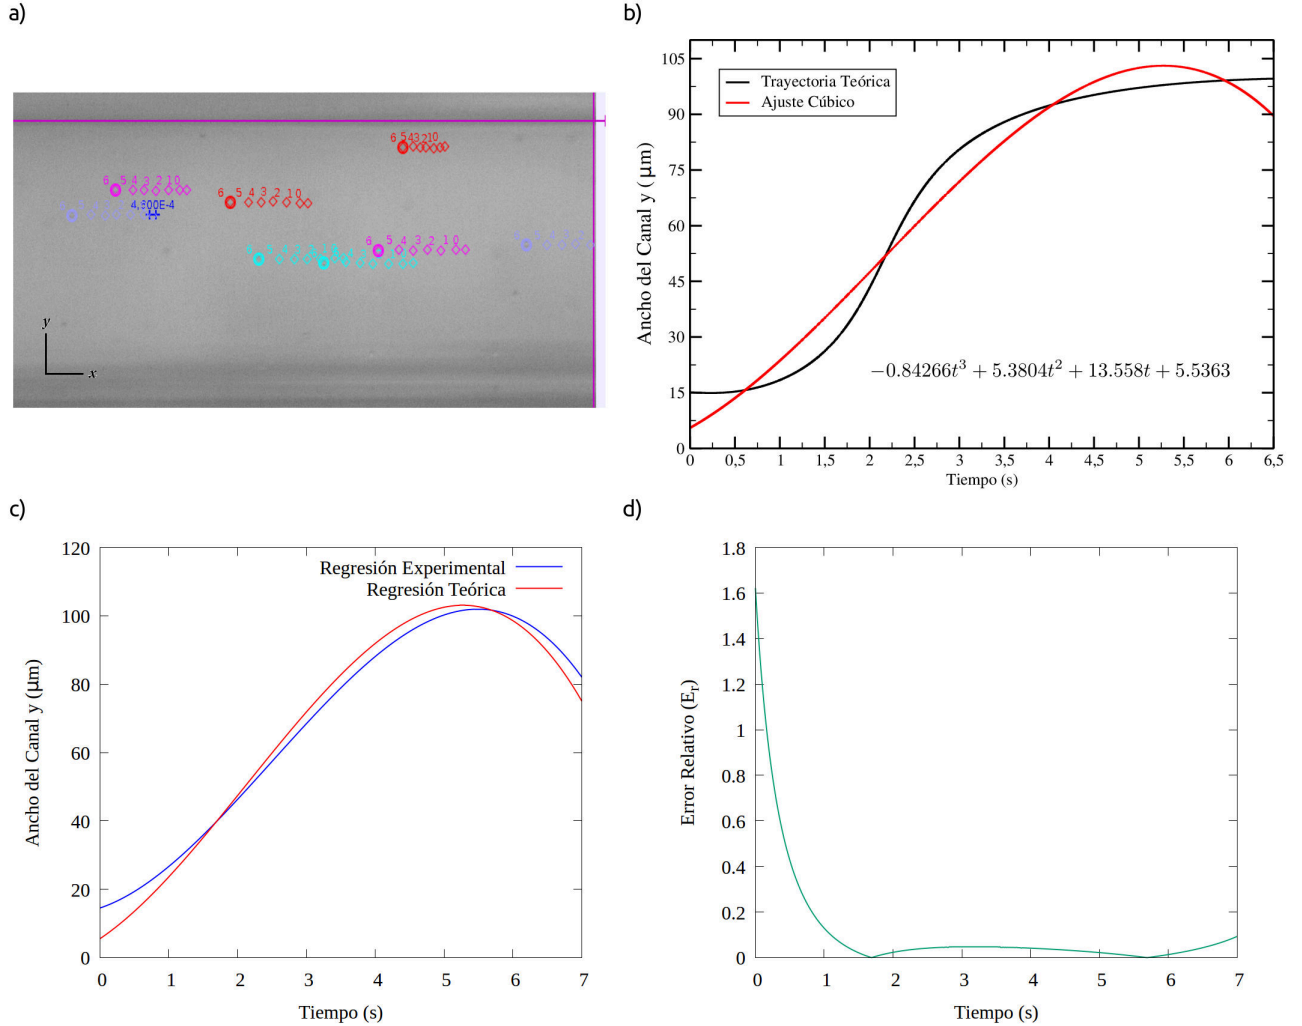 a)
6 5 4 3 2 1 0
6 5 4 3 2 1 0
4,800E-4
6 5 4 3 2 1 0
6 5 4 3 2 1 0
y
x
b)
105
90
75
60
45
30
15
0
Ancho del Canal y (μm)
Trayectoria Teórica
Ajuste Cúbico
−0.84266t³ + 5.3804t² + 13.558t + 5.5363
0 0,5 1 1,5 2 2,5 3 3,5 4 4,5 5 5,5 6 6,5
Tiempo (s)
c)
120
100
80
60
40
20
0
Ancho del Canal y (μm)
Regresión Experimental
Regresión Teórica
0 1 2 3 4 5 6 7
Tiempo (s)
d)
1.8
1.6
1.4
1.2
1
0.8
0.6
0.4
0.2
0
Error Relativo (Eᵣ)
0 1 2 3 4 5 6 7
Tiempo (s)